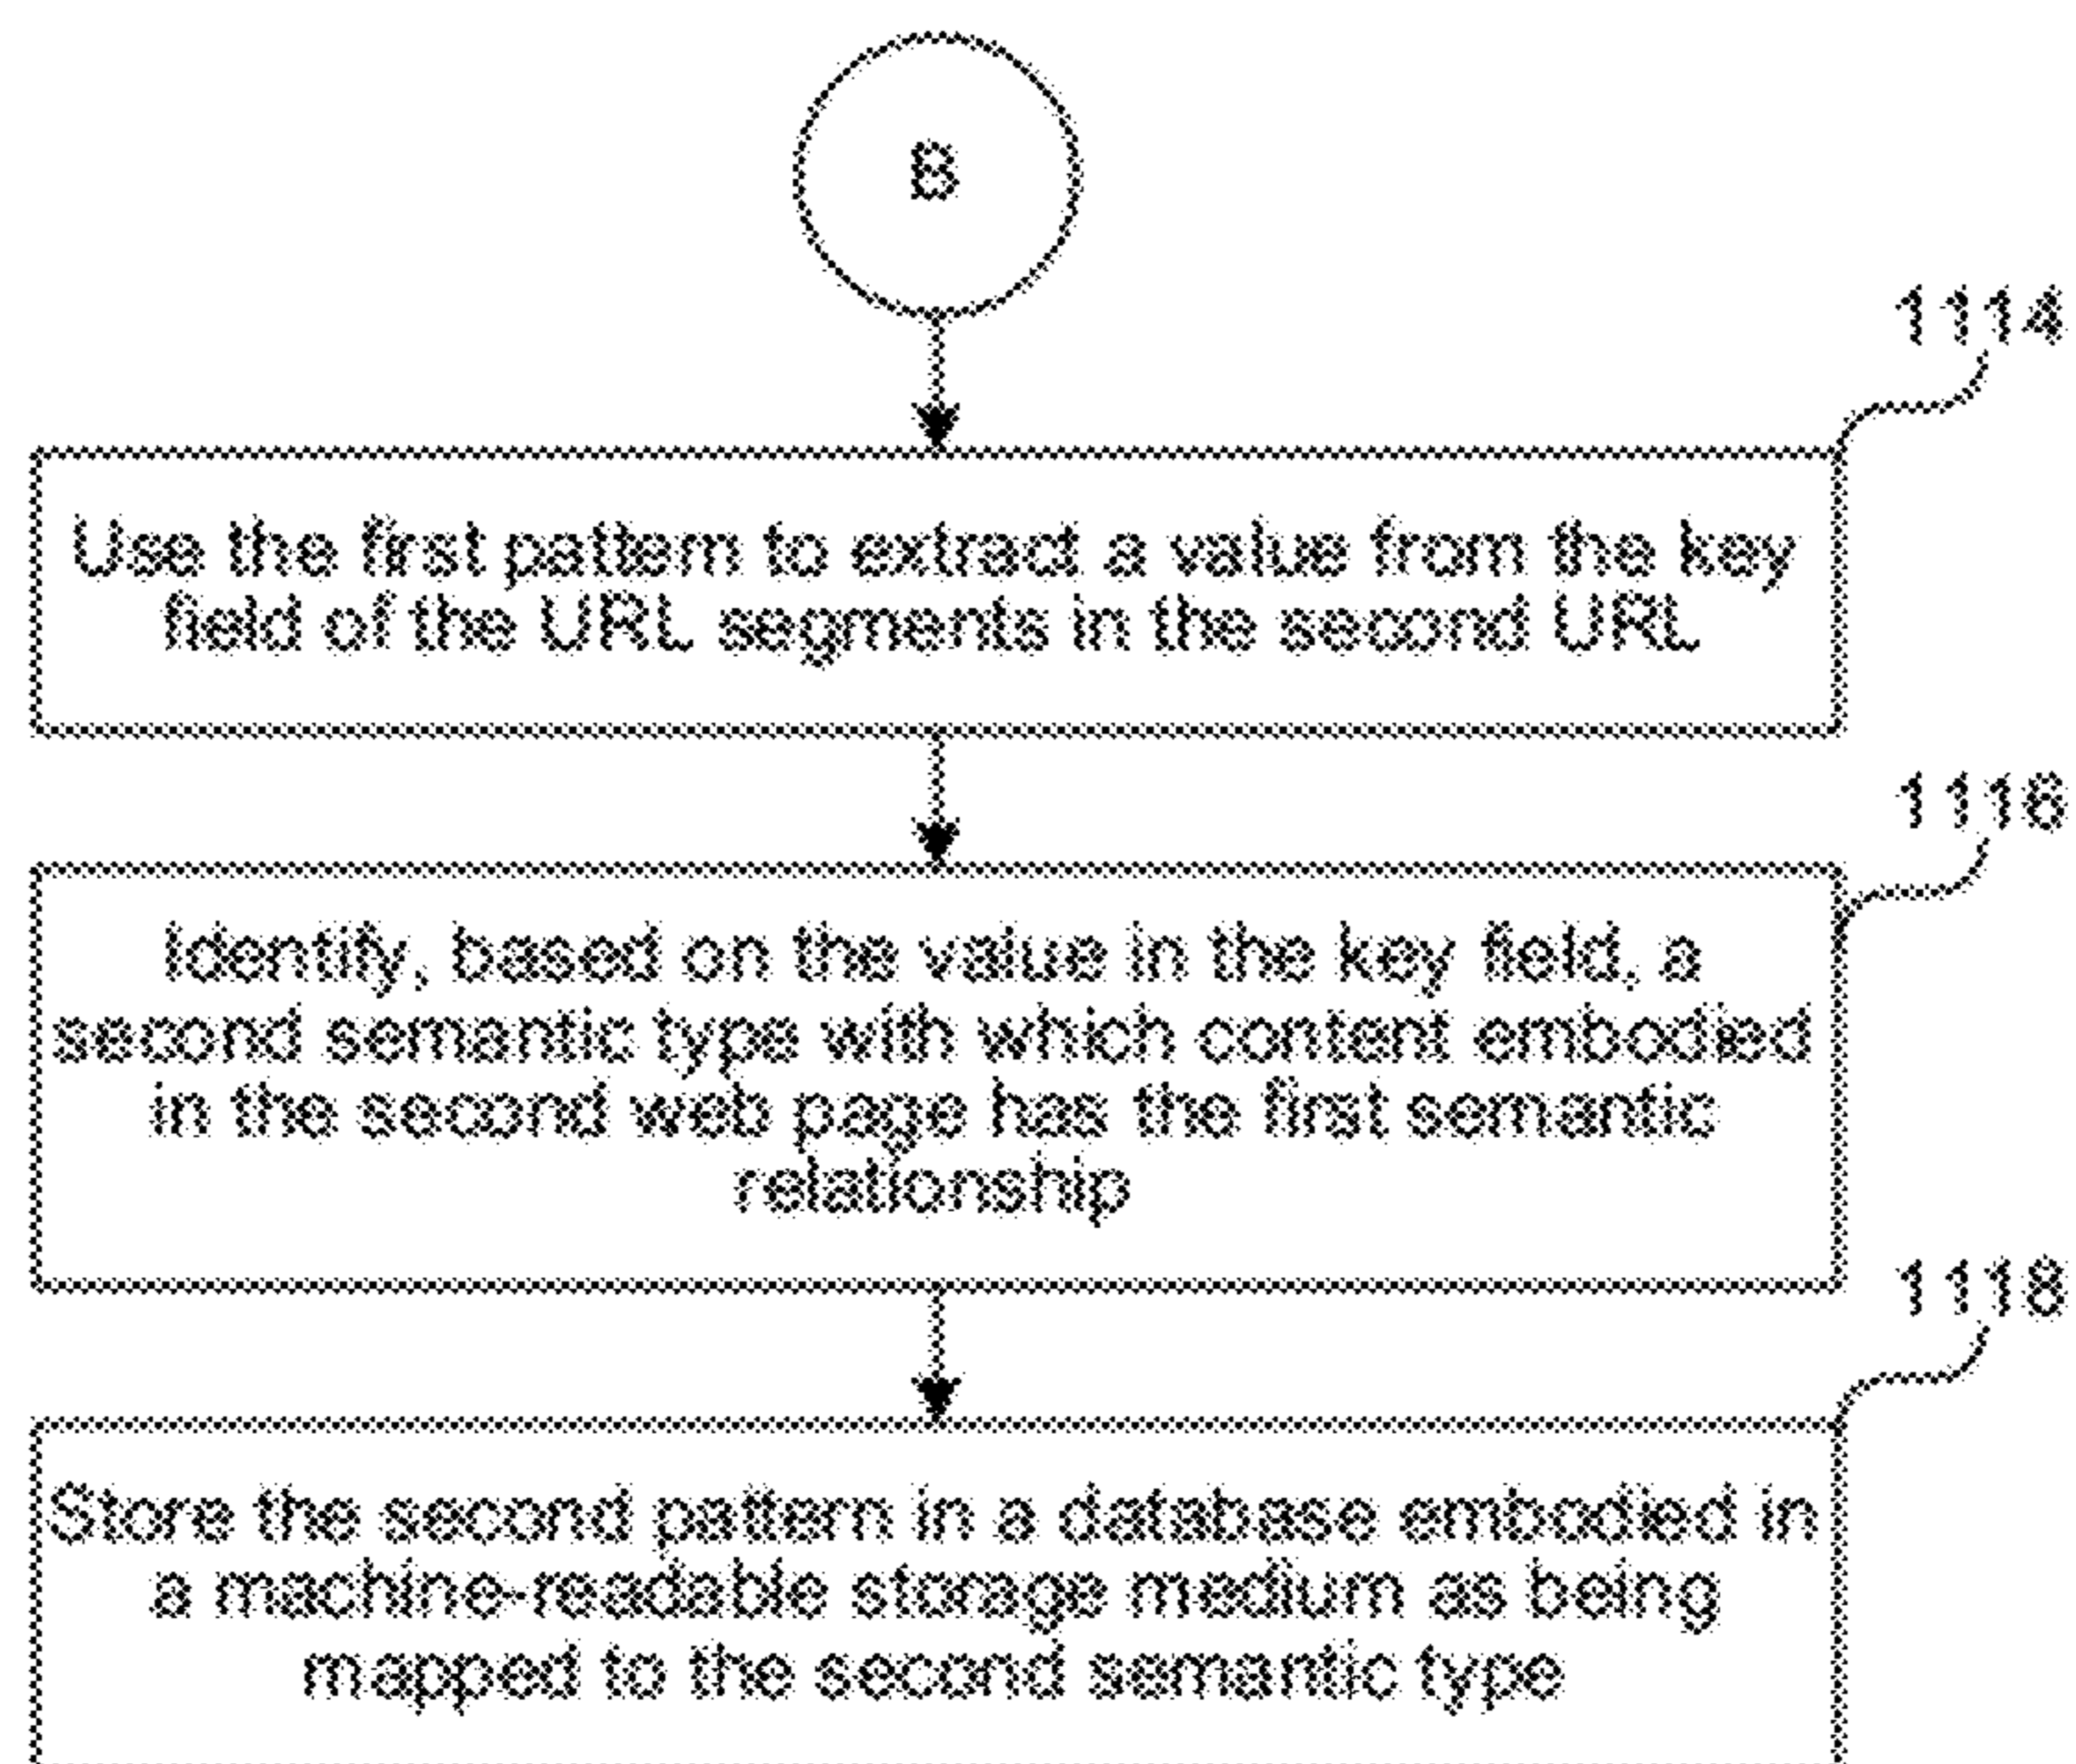 B
1114
Use the first pattern to extract a value from the key
field of the URL segments in the second URL
1116
Identify, based on the value in the key field, a
second semantic type with which content embodied
in the second web page has the first semantic
relationship
1118
Store the second pattern in a database embodied in
a machine-readable storage medium as being
mapped to the second semantic type